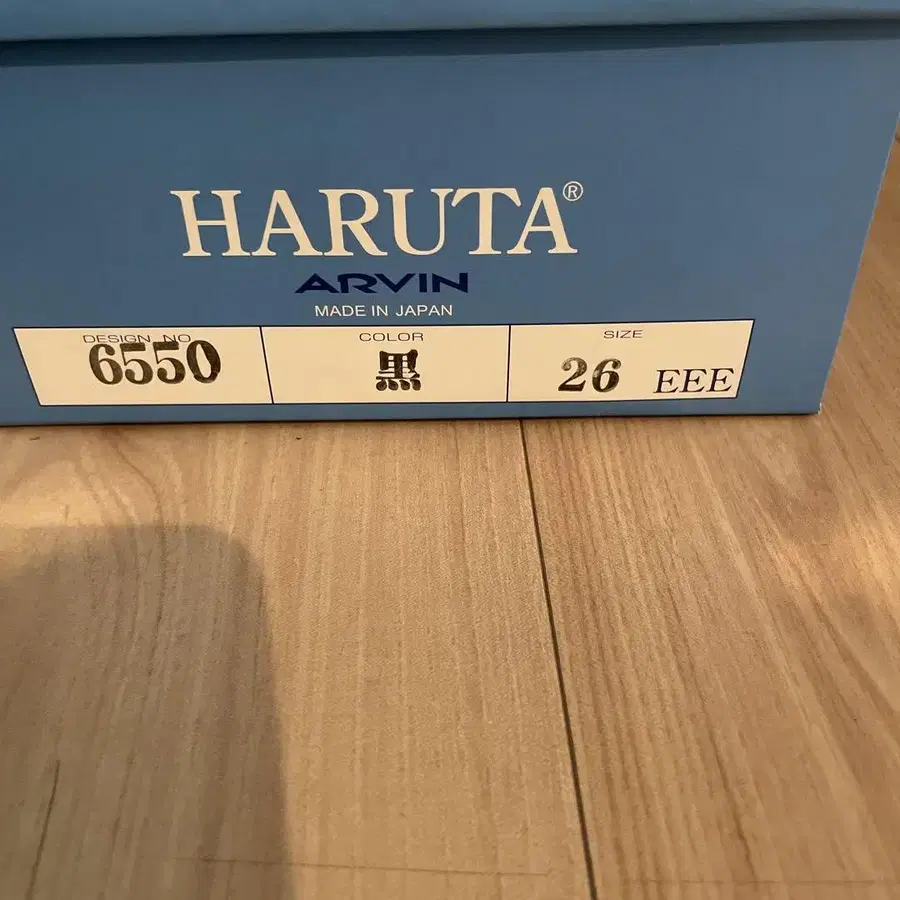 HARUTA®
ARVIN
MADE IN JAPAN
DESIGN NO COLOR SIZE
6550 黒 26 EEE